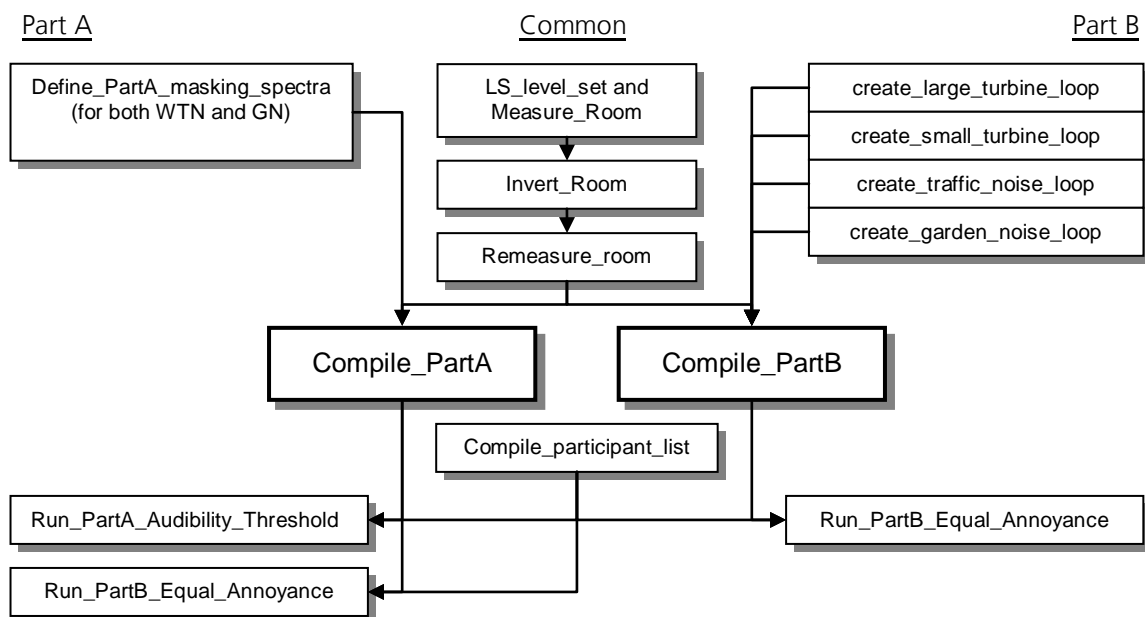 Part A
Common
Part B
Define_PartA_masking_spectra
(for both WTN and GN)
LS_level_set and
Measure_Room
Invert_Room
Remeasure_room
create_large_turbine_loop
create_small_turbine_loop
create_traffic_noise_loop
create_garden_noise_loop
Compile_PartA
Compile_PartB
Compile_participant_list
Run_PartA_Audibility_Threshold
Run_PartB_Equal_Annoyance
Run_PartB_Equal_Annoyance